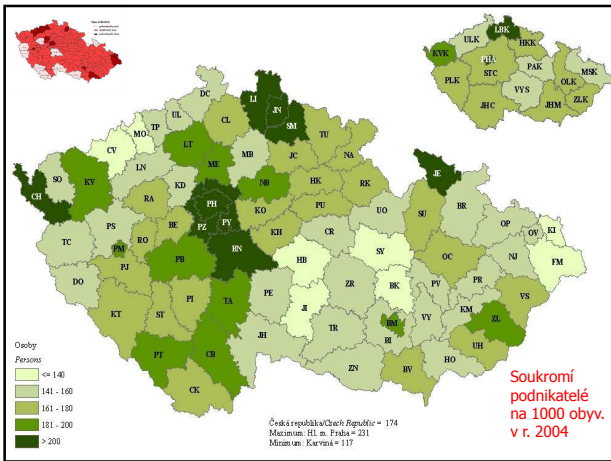 LBK
ULK
HKK
KVK
PHA
PAK
STC
MSK
PLK
OLK
VYS
ZLK
JHC
JHM
DC
LI
JN
UL
CL
SM
TP
MO
TU
CV
LT
MB
JC
NA
LN
ME
JE
SO
KV
KD
NB
HK
RK
CH
RA
PH
PU
BR
KO
SU
UO
PS
RO
BE
PZ
PY
OP
TC
KH
CR
OV
KI
PM
BN
SY
OC
NJ
FM
PJ
PB
HB
DO
PR
PE
ZR
BK
PV
VS
PI
TA
KM
KT
ST
JI
BM
VY
ZL
TR
BI
UH
PT
CB
JH
HO
ZN
BV
CK
Osoby
Persons
<= 140
141 - 160
161 - 180
181 - 200
> 200
Česká republika/Czech Republic = 174
Maximum: Hl. m. Praha = 231
Minimum: Karviná = 117
Soukromí
podnikatelé
na 1000 obyv.
v r. 2004